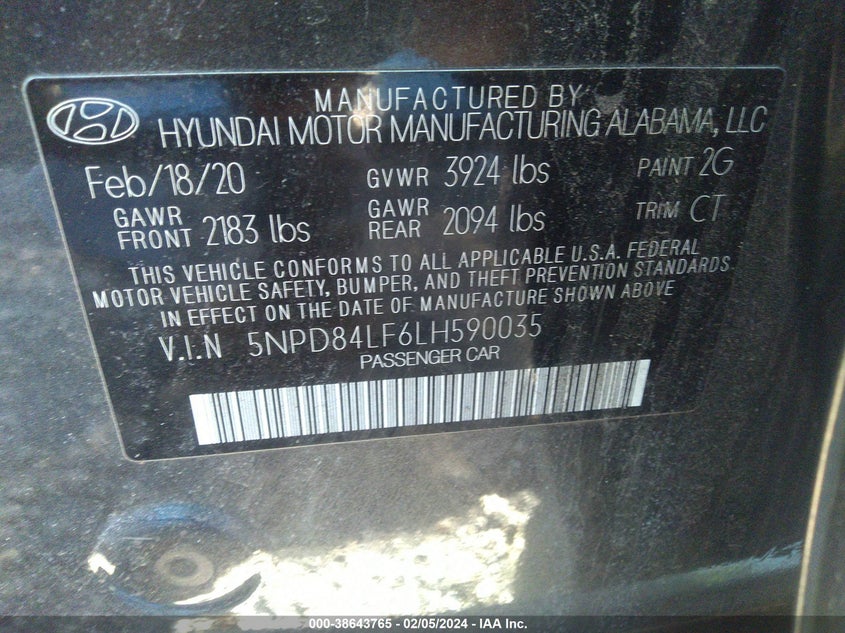 MANUFACTURED BY
HYUNDAI MOTOR MANUFACTURING ALABAMA, LLC
Feb/18/20 GVWR 3924 lbs PAINT 2G
GAWR FRONT 2183 lbs GAWR REAR 2094 lbs TRIM CT
THIS VEHICLE CONFORMS TO ALL APPLICABLE U.S.A. FEDERAL
MOTOR VEHICLE SAFETY, BUMPER, AND THEFT PREVENTION STANDARDS
IN EFFECT ON THE DATE OF MANUFACTURE SHOWN ABOVE
V.I.N 5NPD84LF6LH590035
PASSENGER CAR
000-38643765 - 02/05/2024 - IAA Inc.